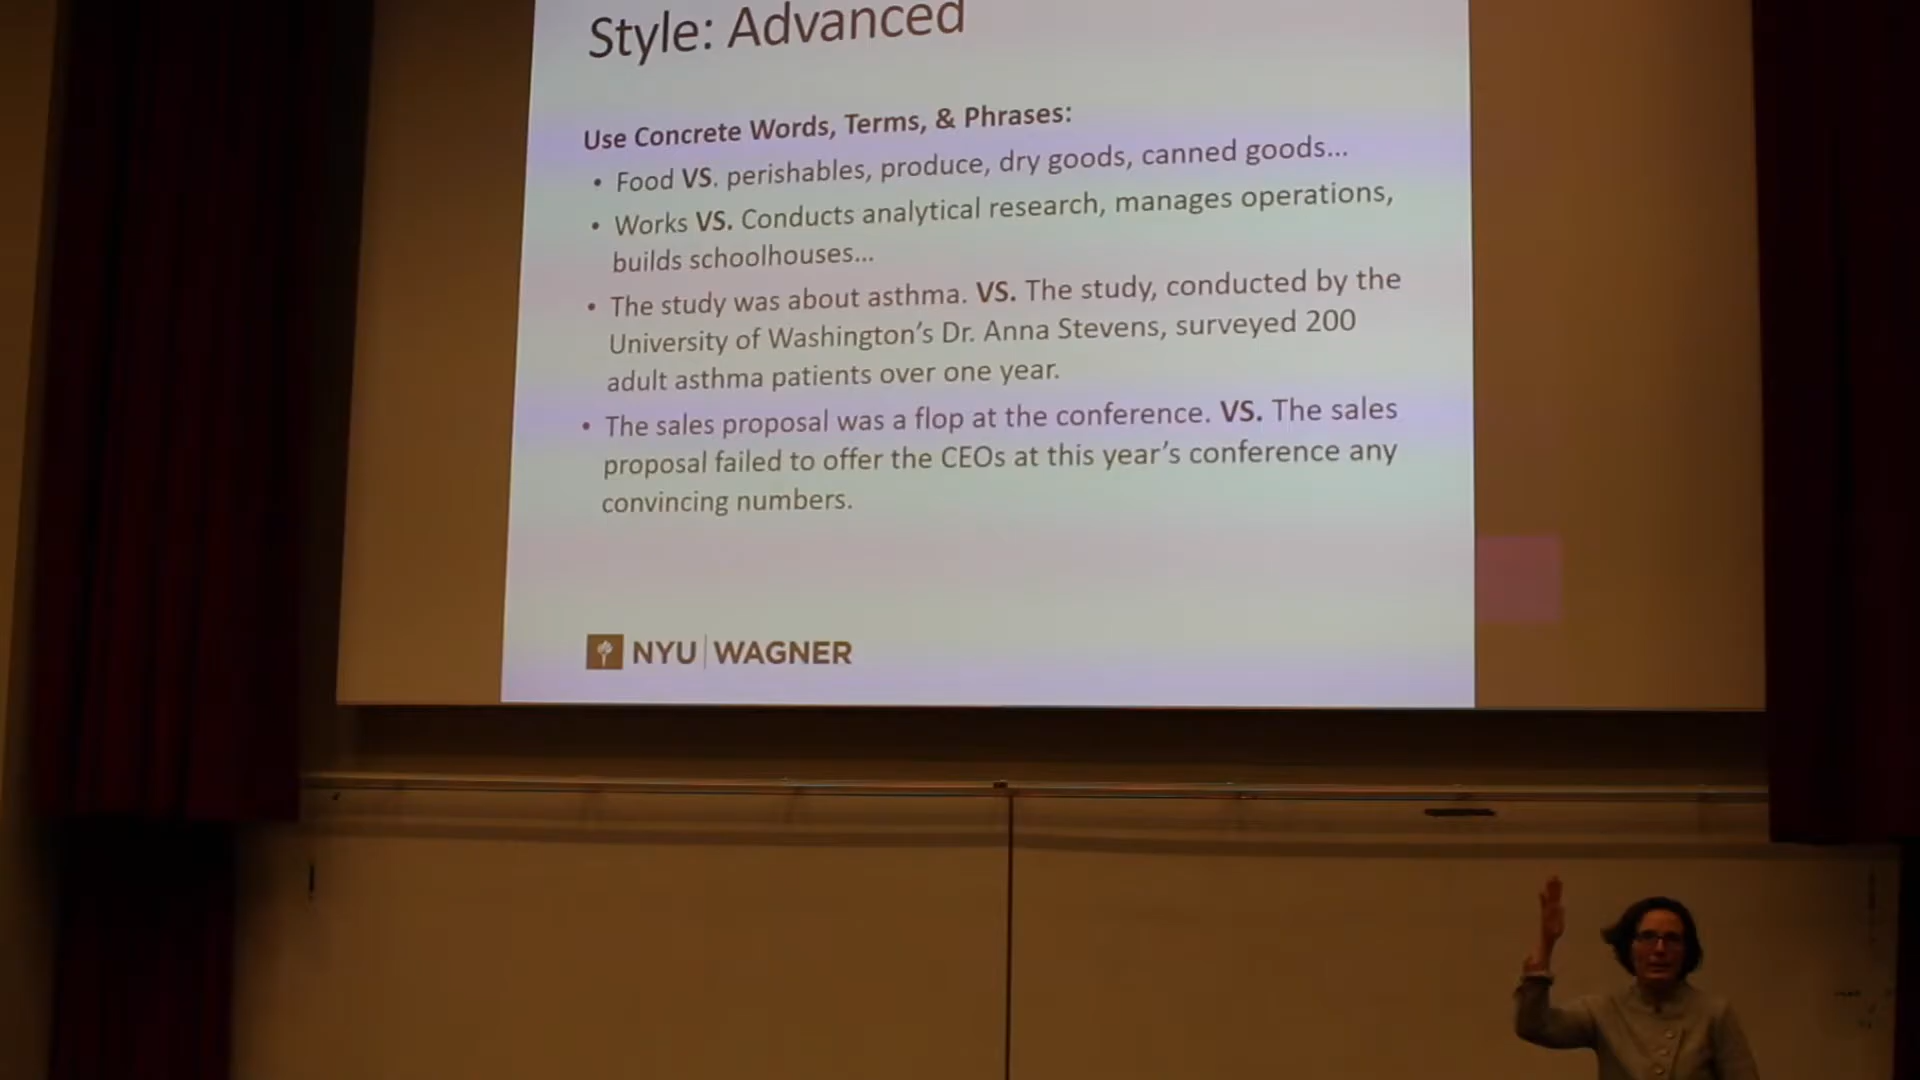 Style: Advanced
Use Concrete Words, Terms, & Phrases:
• Food VS. perishables, produce, dry goods, canned goods...
• Works VS. Conducts analytical research, manages operations,
builds schoolhouses...
• The study was about asthma. VS. The study, conducted by the
University of Washington's Dr. Anna Stevens, surveyed 200
adult asthma patients over one year.
• The sales proposal was a flop at the conference. VS. The sales
proposal failed to offer the CEOs at this year's conference any
convincing numbers.
NYU | WAGNER